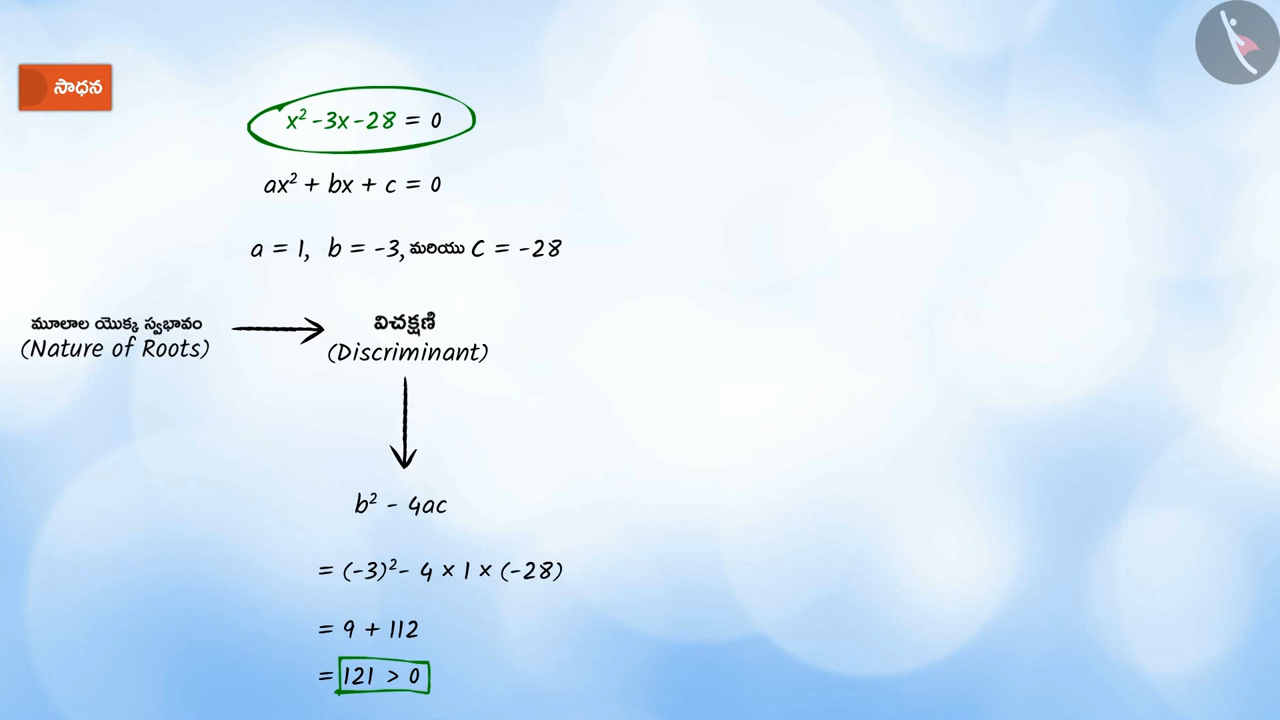 సాధన
x² - 3x - 28 = 0
ax² + bx + c = 0
a = 1, b = -3, మరియు C = -28
మూలాల యొక్క స్వభావం
(Nature of Roots)
విచక్షణి
(Discriminant)
b² - 4ac
= (-3)² - 4 × 1 × (-28)
= 9 + 112
= 121 > 0